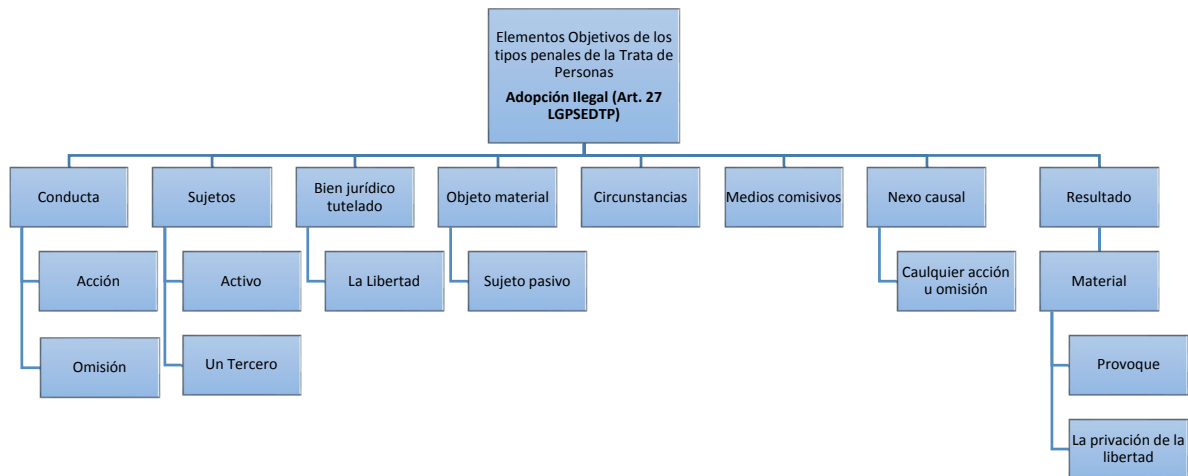 Elementos Objetivos de los
tipos penales de la Trata de
Personas
Adopción Ilegal (Art. 27
LGPSEDTP)
Conducta
Acción
Omisión
Sujetos
Activo
Un Tercero
Bien jurídico
tutelado
La Libertad
Objeto material
Sujeto pasivo
Circunstancias
Medios comisivos
Nexo causal
Caulquier acción
u omisión
Resultado
Material
Provoque
La privación de la
libertad